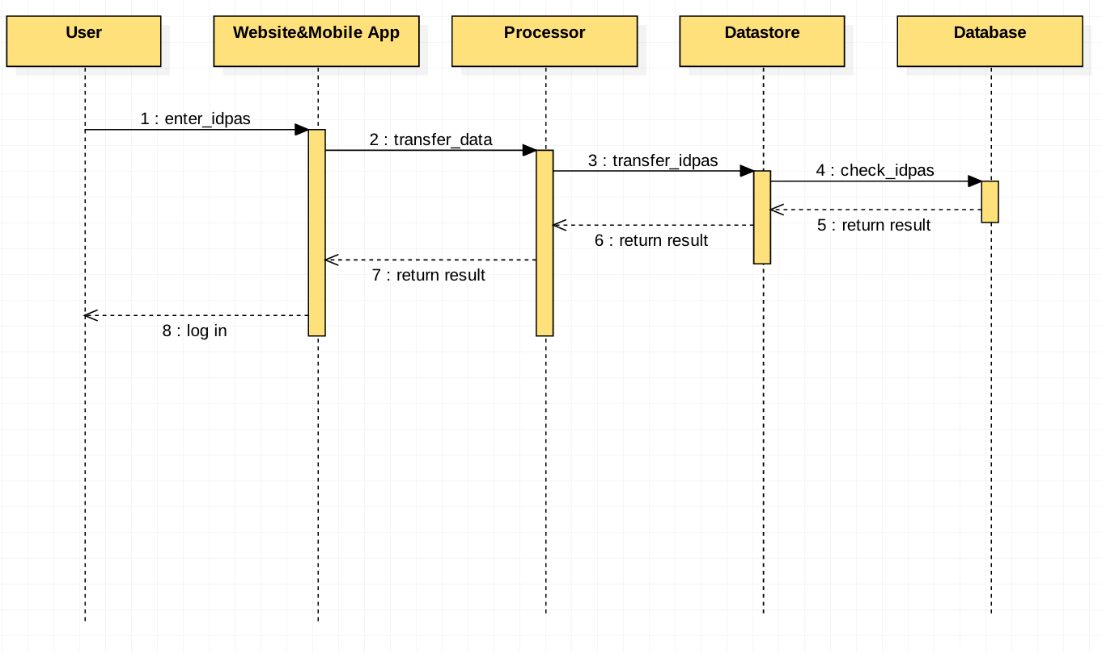 User
Website&Mobile App
Processor
Datastore
Database
1 : enter_idpas
2 : transfer_data
3 : transfer_idpas
4 : check_idpas
5 : return result
6 : return result
7 : return result
8 : log in